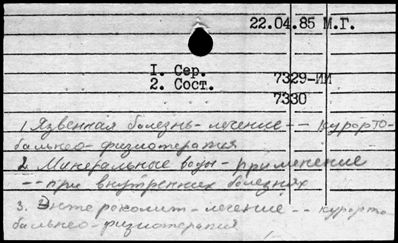 22.04.85 М.Г.
I. Сер.
7329-ИИ
2. Сост.
7330
1. Язвенная болезнь - лечение - - курорто-
бальнео-физиотерапия
2. Минеральные воды - применение
-- при внутренних болезнях
3. Энтероколит - лечение -- курорто
бальнео-физиотерапия